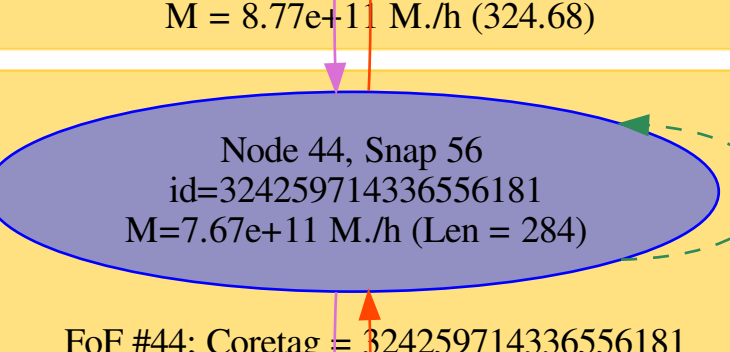 M = 8.77e+11 M./h (324.68)
Node 44, Snap 56
id=324259714336556181
M=7.67e+11 M./h (Len = 284)
FoF #44; Coretag = 324259714336556181